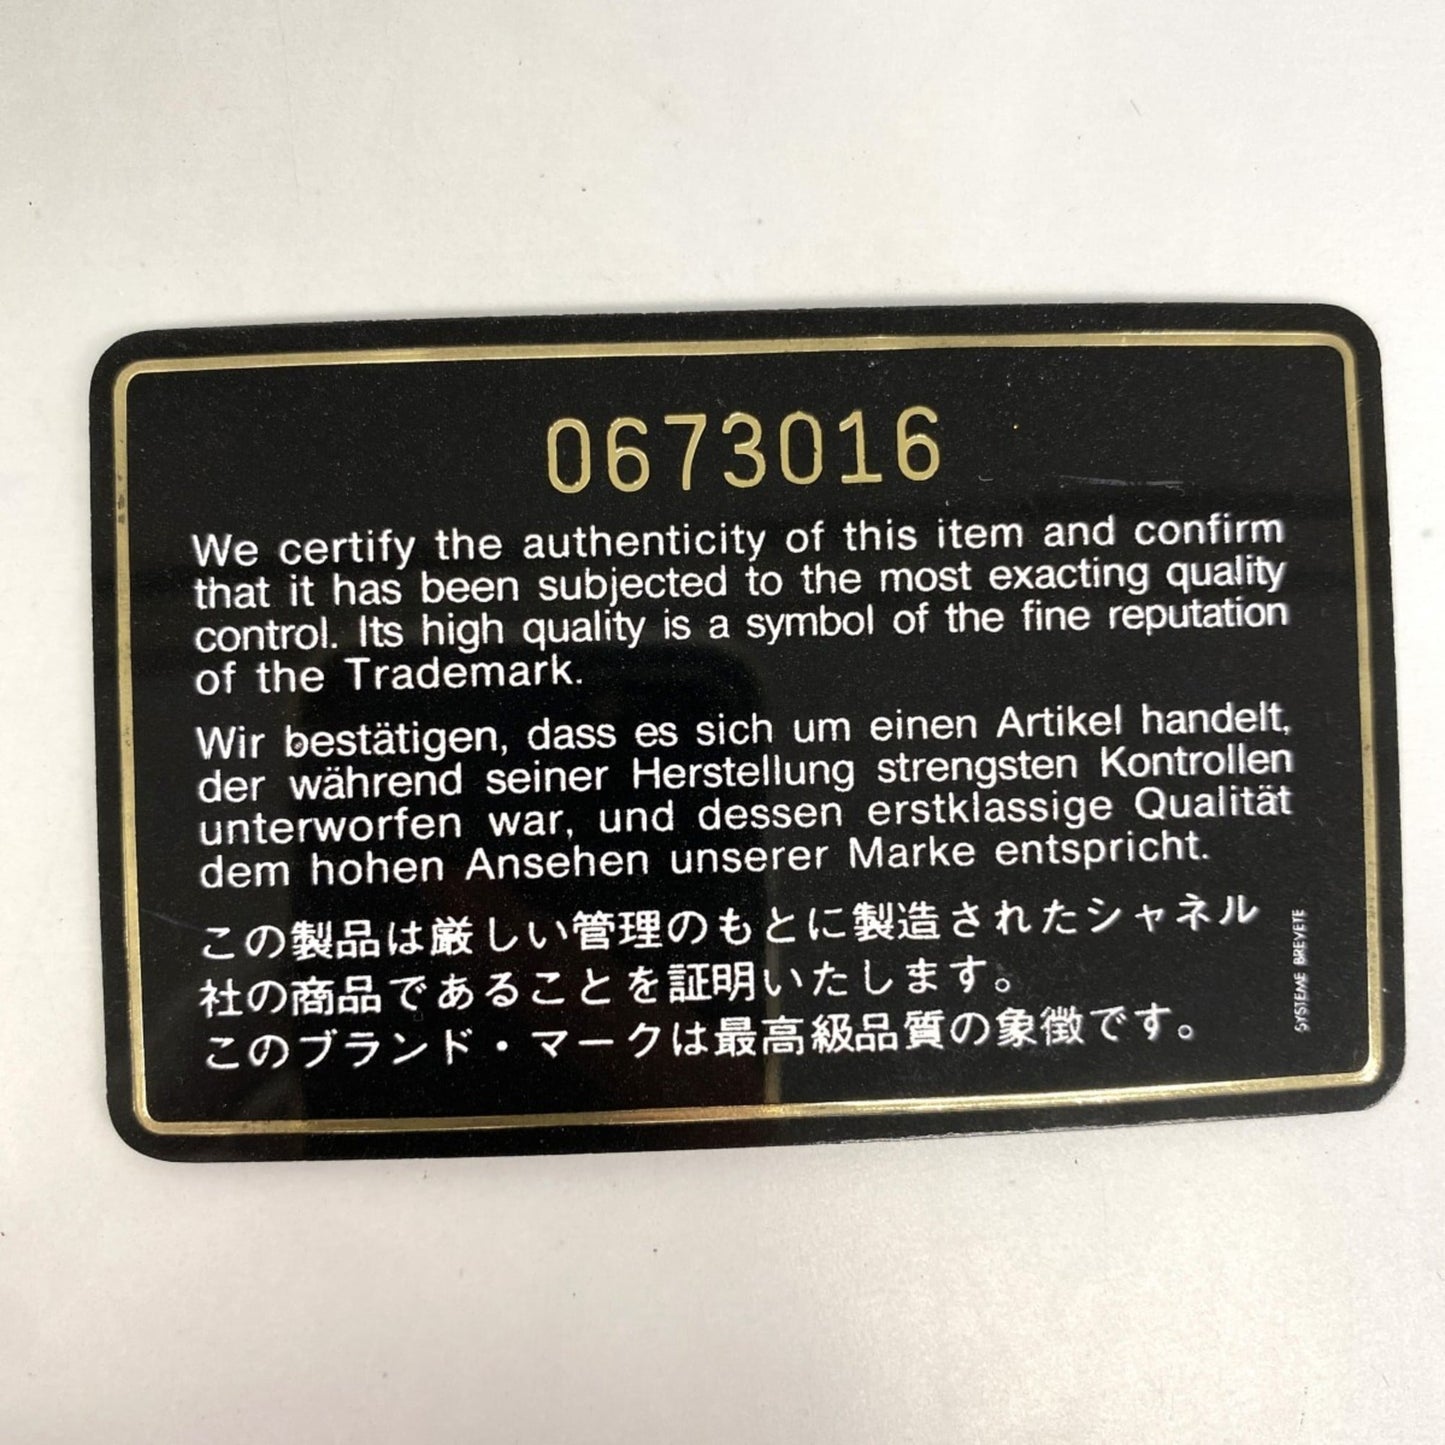 0673016
We certify the authenticity of this item and confirm
that it has been subjected to the most exacting quality
control. Its high quality is a symbol of the fine reputation
of the Trademark.
Wir bestätigen, dass es sich um einen Artikel handelt,
der während seiner Herstellung strengsten Kontrollen
unterworfen war, und dessen erstklassige Qualität
dem hohen Ansehen unserer Marke entspricht.
この製品は厳しい管理のもとに製造されたシャネル
社の商品であることを証明いたします。
このブランド・マークは最高級品質の象徴です。
SYSTEME BREVETE